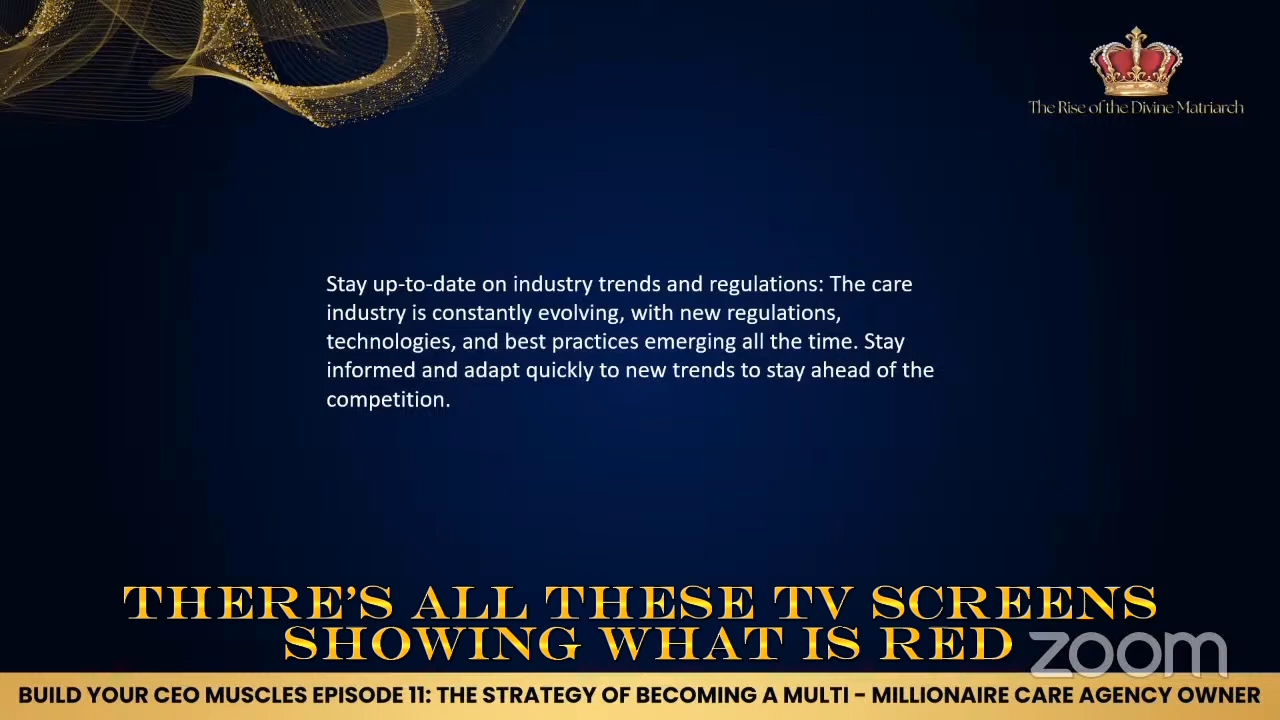 The Rise of the Divine Matriarch
Stay up-to-date on industry trends and regulations: The care
industry is constantly evolving, with new regulations,
technologies, and best practices emerging all the time. Stay
informed and adapt quickly to new trends to stay ahead of the
competition.
THERE'S ALL THESE TV SCREENS
SHOWING WHAT IS RED
zoom
BUILD YOUR CEO MUSCLES EPISODE 11: THE STRATEGY OF BECOMING A MULTI - MILLIONAIRE CARE AGENCY OWNER